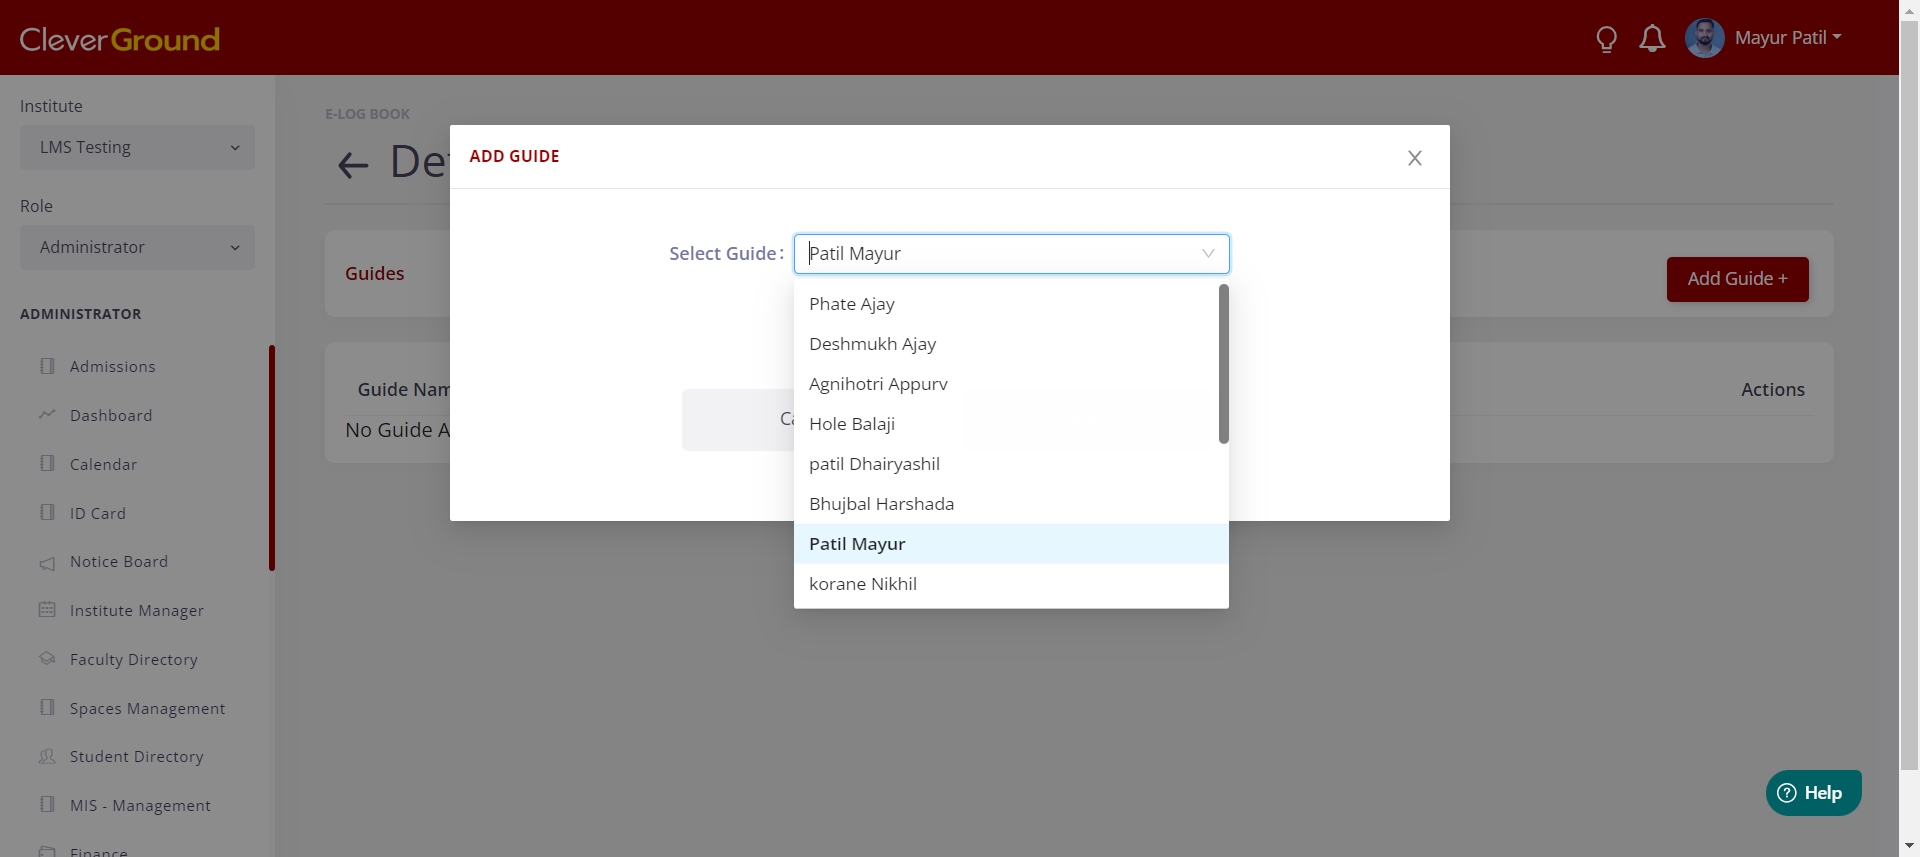 CleverGround
Mayur Patil
Institute
LMS Testing
Role
Administrator
ADMINISTRATOR
Admissions
Dashboard
Calendar
ID Card
Notice Board
Institute Manager
Faculty Directory
Spaces Management
Student Directory
MIS - Management
Finance
E-LOG BOOK
ADD GUIDE
X
Select Guide :
Patil Mayur
Phate Ajay
Deshmukh Ajay
Agnihotri Appurv
Hole Balaji
patil Dhairyashil
Bhujbal Harshada
Patil Mayur
korane Nikhil
Guides
Add Guide +
Guide Nam
Actions
No Guide A
Help